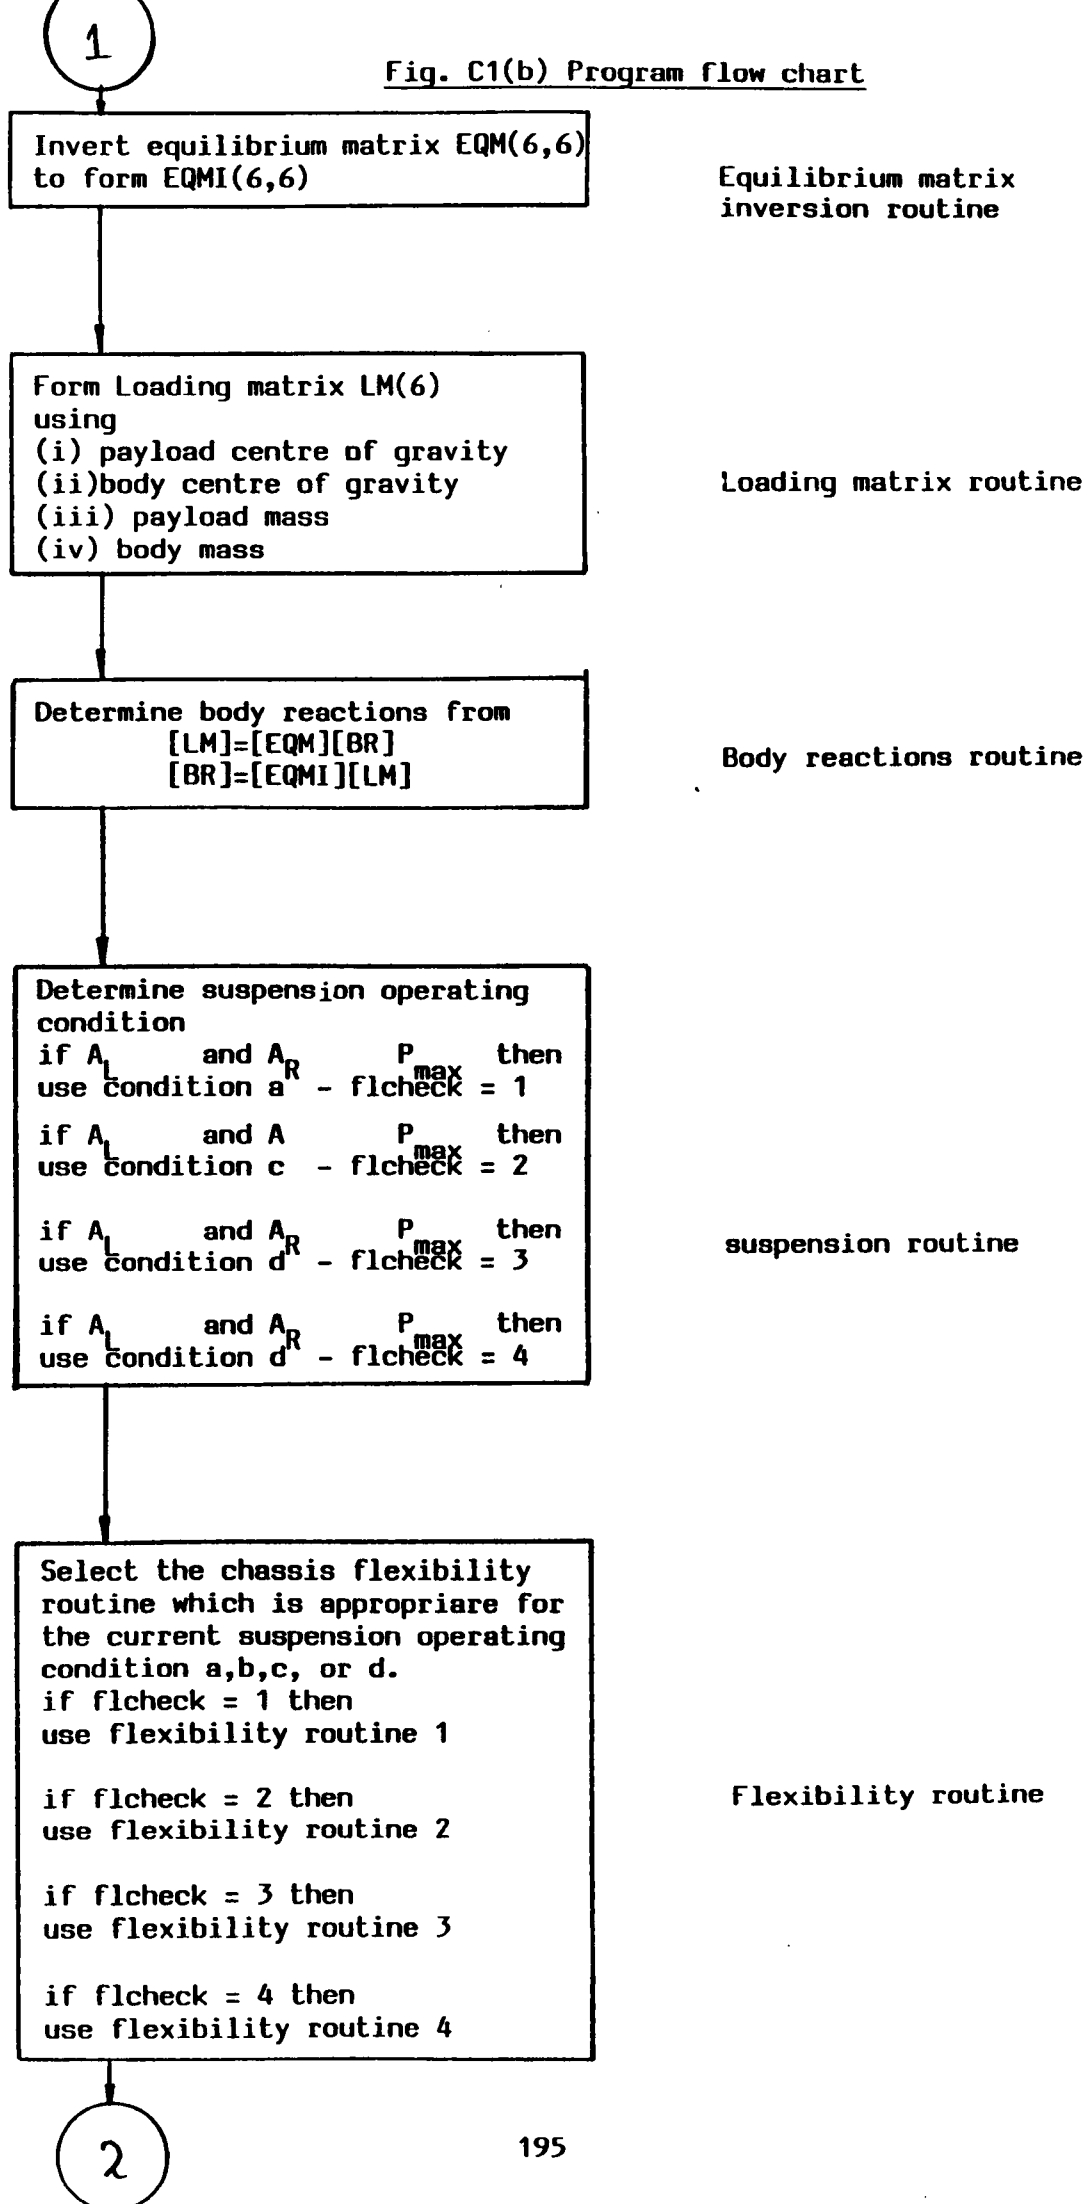 1
Fig. C1(b) Program flow chart
Invert equilibrium matrix EQM(6,6)
to form EQMI(6,6)
Equilibrium matrix
inversion routine
Form Loading matrix LM(6)
using
(i) payload centre of gravity
(ii)body centre of gravity
(iii) payload mass
(iv) body mass
Loading matrix routine
Determine body reactions from
[LM]=[EQM][BR]
[BR]=[EQMI][LM]
Body reactions routine
Determine suspension operating
condition
if A_L and A_R P_max then
use condition a - flcheck = 1
if A_L and A P_max then
use condition c - flcheck = 2
if A_L and A_R P_max then
use condition d - flcheck = 3
if A_L and A_R P_max then
use condition d - flcheck = 4
suspension routine
Select the chassis flexibility
routine which is appropriare for
the current suspension operating
condition a,b,c, or d.
if flcheck = 1 then
use flexibility routine 1
if flcheck = 2 then
use flexibility routine 2
if flcheck = 3 then
use flexibility routine 3
if flcheck = 4 then
use flexibility routine 4
Flexibility routine
2
195